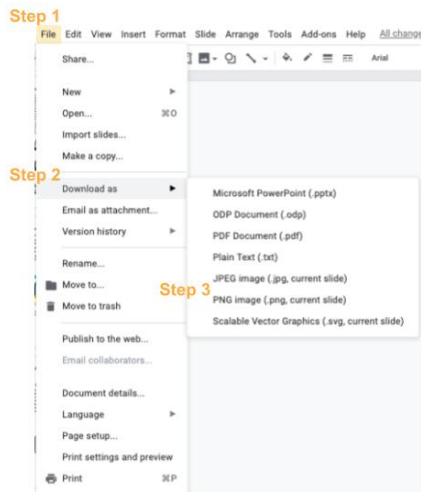 Step 1
File Edit View Insert Format Slide Arrange Tools Add-ons Help All change
Arial
Share...
New
Open... ⌘O
Import slides...
Make a copy...
Step 2
Download as
Email as attachment...
Version history
Rename...
Move to...
Move to trash
Publish to the web...
Email collaborators...
Document details...
Language
Page setup...
Print settings and preview
Print ⌘P
Microsoft PowerPoint (.pptx)
ODP Document (.odp)
PDF Document (.pdf)
Plain Text (.txt)
Step 3
JPEG image (.jpg, current slide)
PNG image (.png, current slide)
Scalable Vector Graphics (.svg, current slide)